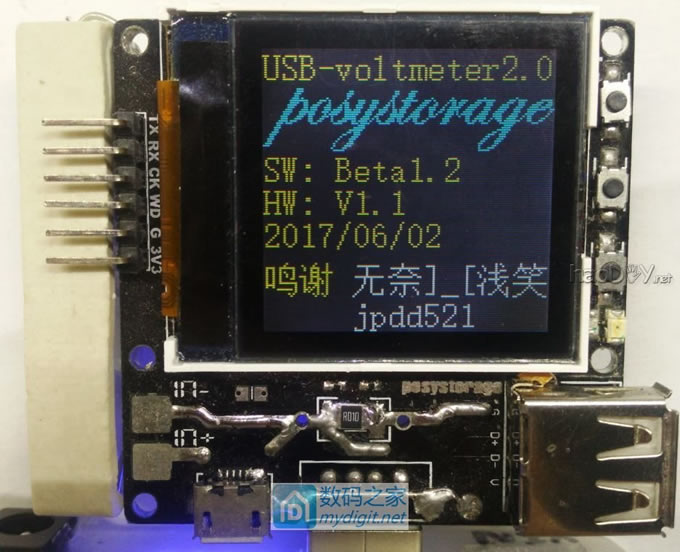 USB-voltmeter2.0
posystorage
SW: Beta1.2
HW: V1.1
2017/06/02
鸣谢 无奈]_[浅笑
jpdd521
TX RX CK WD G 3V3
posystorage
IN-
R010
IN+
G D+ D- V
数码之家
mydigit.net